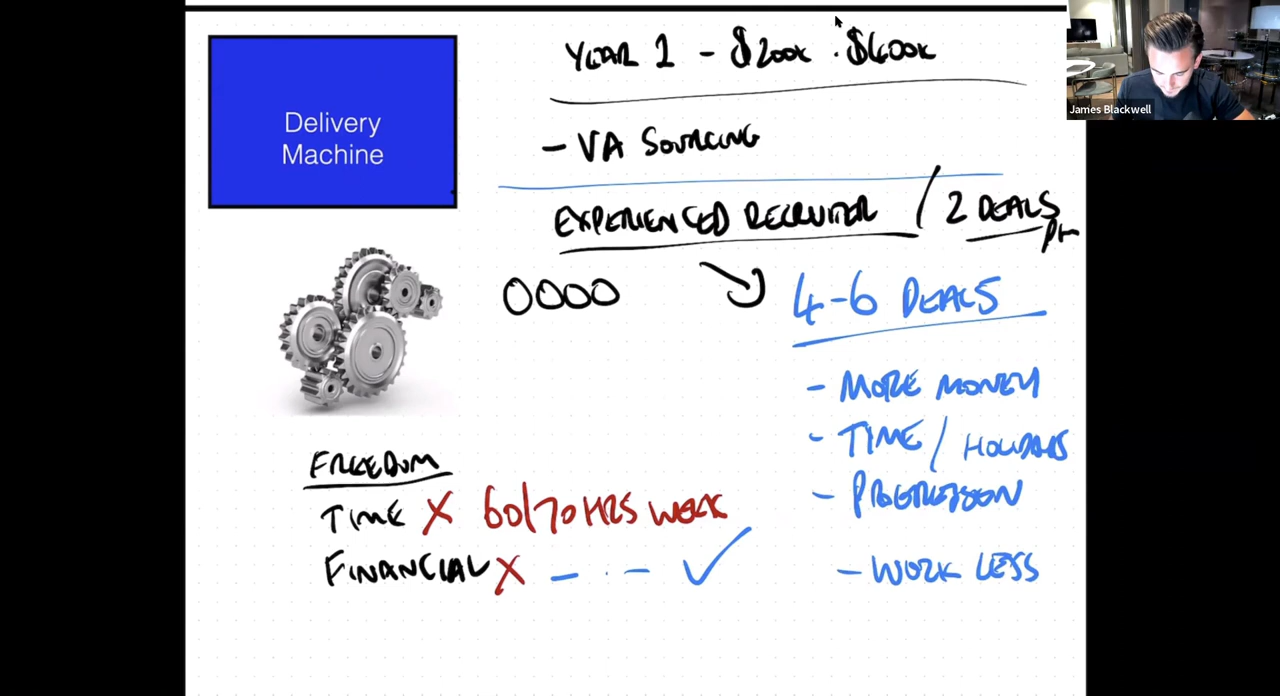 YEAR 1 - $200K - $400K
Delivery
Machine
James Blackwell
- VA SOURCING
EXPERIENCED RECRUITER / 2 DEALS
pm
0000
4-6 DEALS
- MORE MONEY
- TIME / HOLIDAYS
- PROGRESSION
- WORK LESS
FREEDOM
TIME X 60/70 HRS WEEK
FINANCIAL X - - - ✓